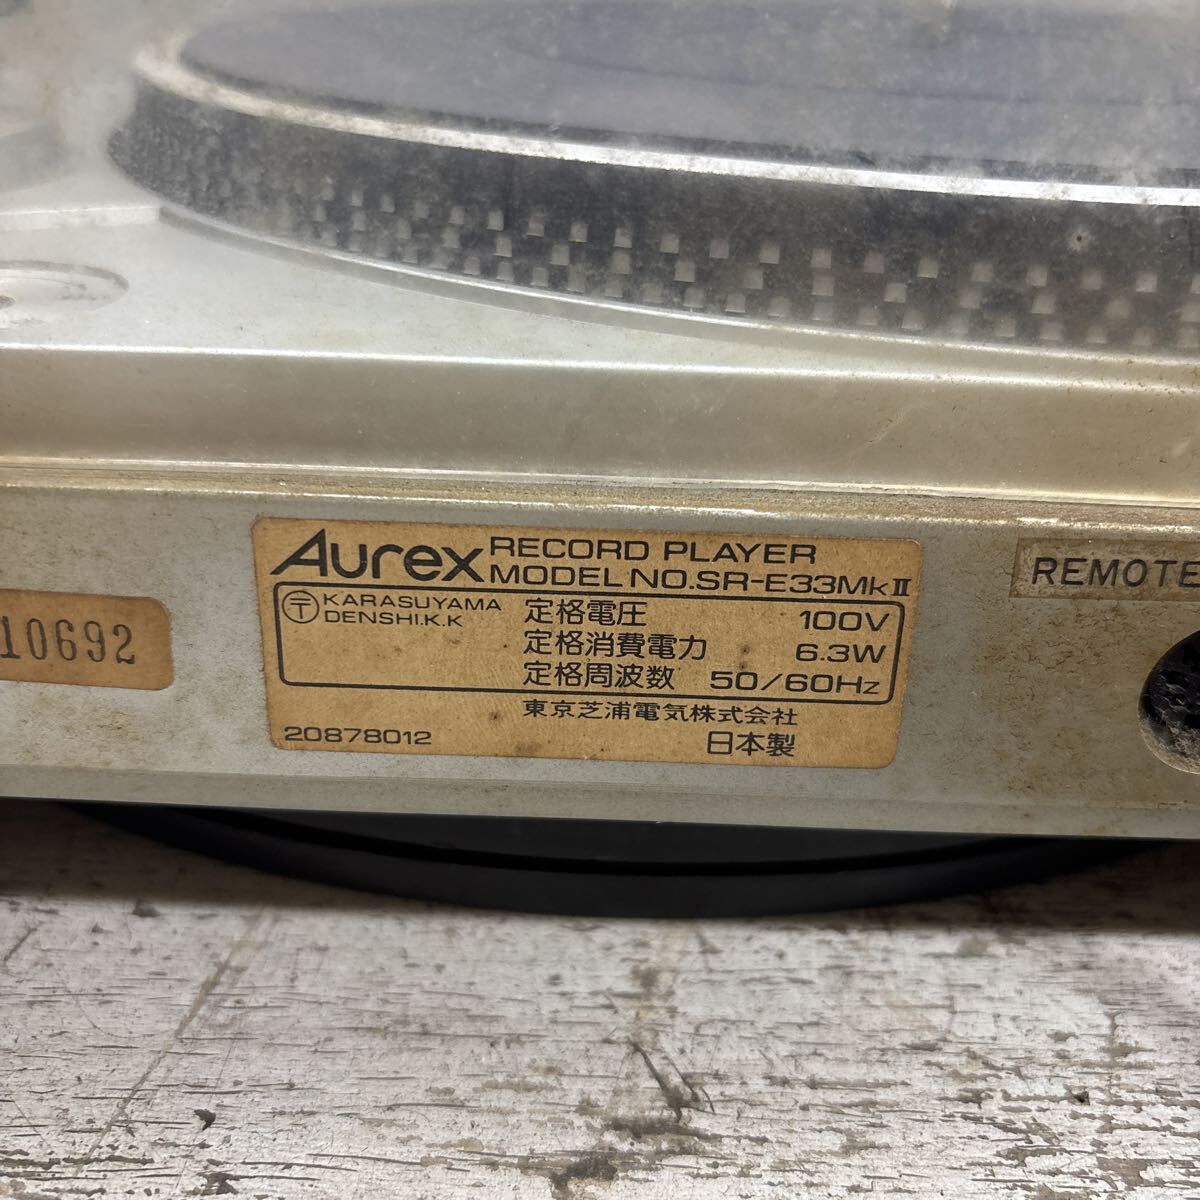 Aurex RECORD PLAYER
MODEL NO.SR-E33MkⅡ
〒 KARASUYAMA
DENSHI.K.K
定格電圧 100V
定格消費電力 6.3W
定格周波数 50/60Hz
東京芝浦電気株式会社
20878012 日本製
10692
REMOTE